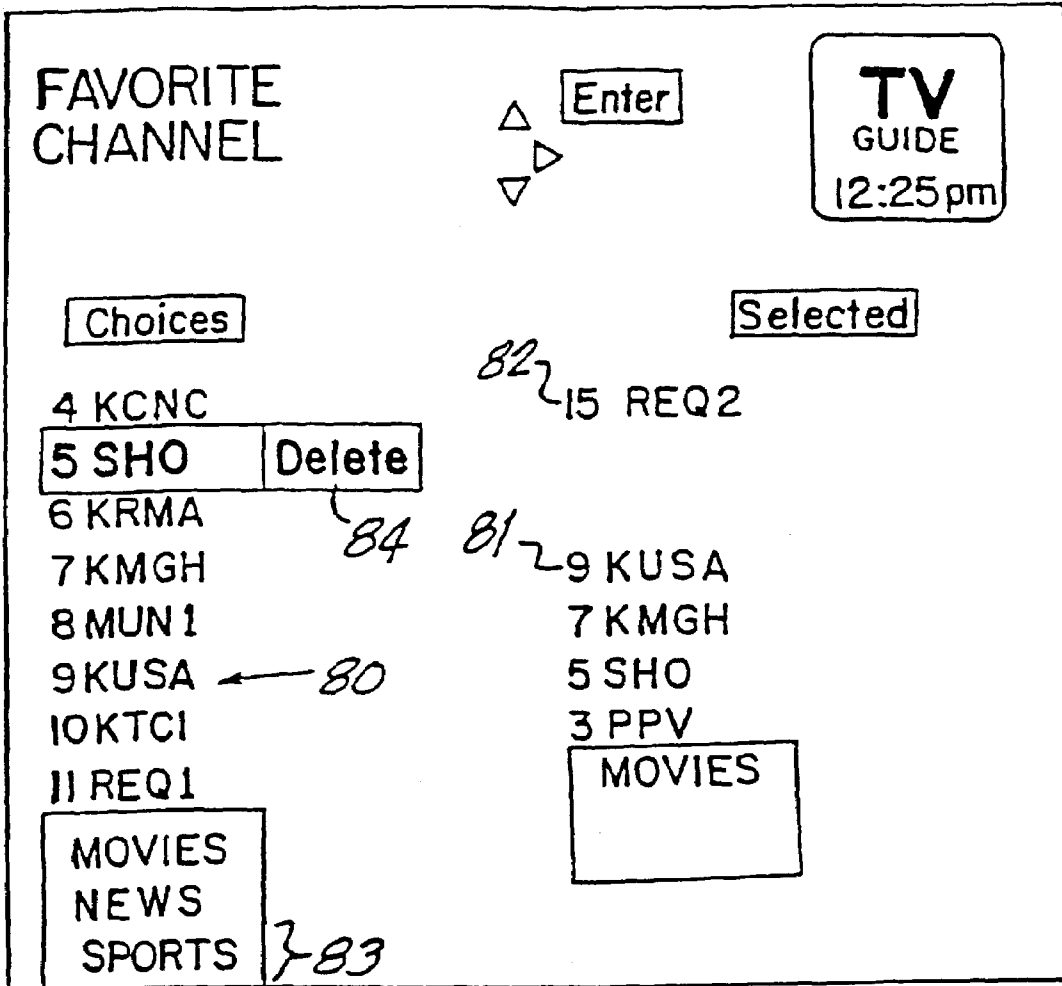 FAVORITE
CHANNEL
Enter
TV
GUIDE
12:25pm
Choices
Selected
4 KCNC
5 SHO Delete
6 KRMA
7 KMGH
8 MUN1
9 KUSA
10 KTCI
11 REQ1
MOVIES
NEWS
SPORTS
84
80
83
82
15 REQ2
81
9 KUSA
7 KMGH
5 SHO
3 PPV
MOVIES